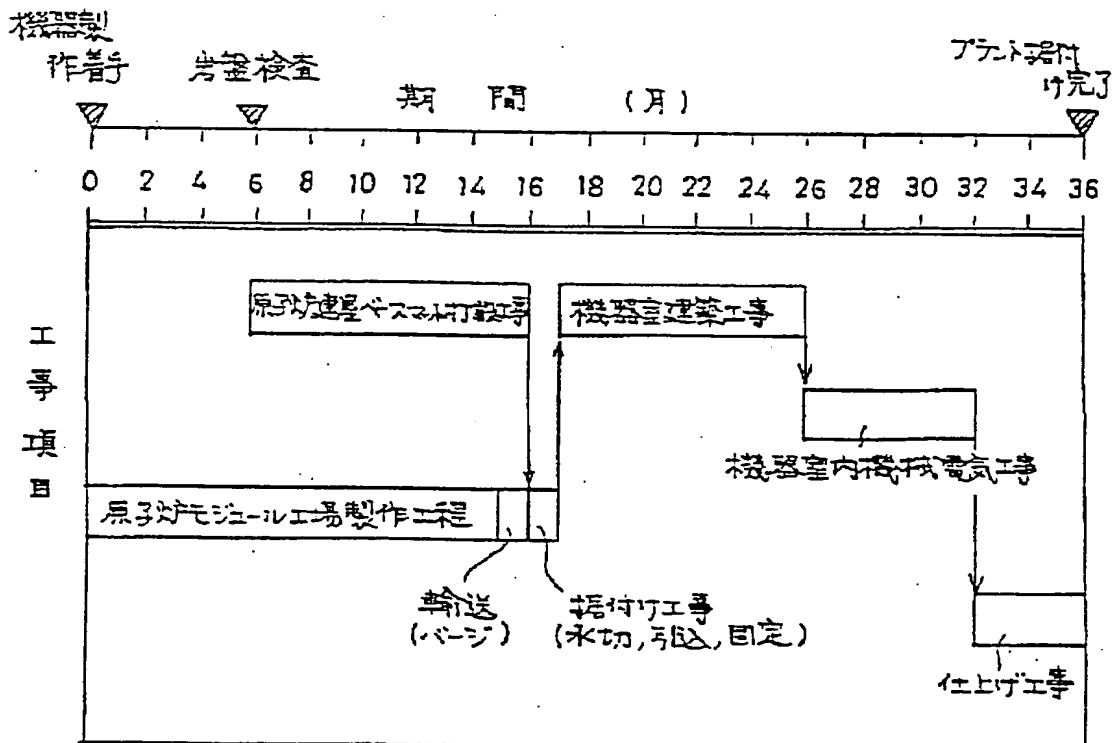 機器製
作着手
岩盤検査
プラント据付
け完了
期 間 (月)
0 2 4 6 8 10 12 14 16 18 20 22 24 26 28 30 32 34 36
工事項目
原子炉建屋ベースマット打設工事
機器室建築工事
機器室内機械電気工事
原子炉モジュール工場製作工程
輸送
(バージ)
据付け工事
(水切,引込,固定)
仕上げ工事